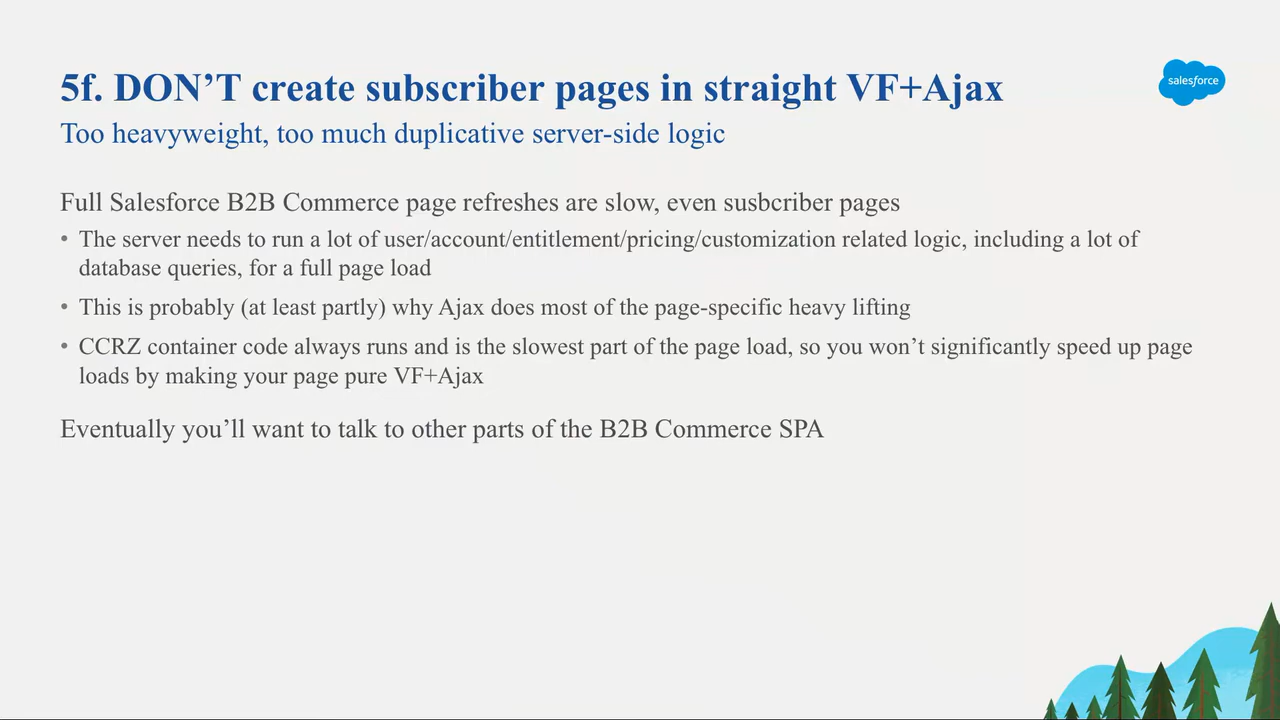 5f. DON’T create subscriber pages in straight VF+Ajax
salesforce
Too heavyweight, too much duplicative server-side logic
Full Salesforce B2B Commerce page refreshes are slow, even susbcriber pages
• The server needs to run a lot of user/account/entitlement/pricing/customization related logic, including a lot of
database queries, for a full page load
• This is probably (at least partly) why Ajax does most of the page-specific heavy lifting
• CCRZ container code always runs and is the slowest part of the page load, so you won’t significantly speed up page
loads by making your page pure VF+Ajax
Eventually you’ll want to talk to other parts of the B2B Commerce SPA